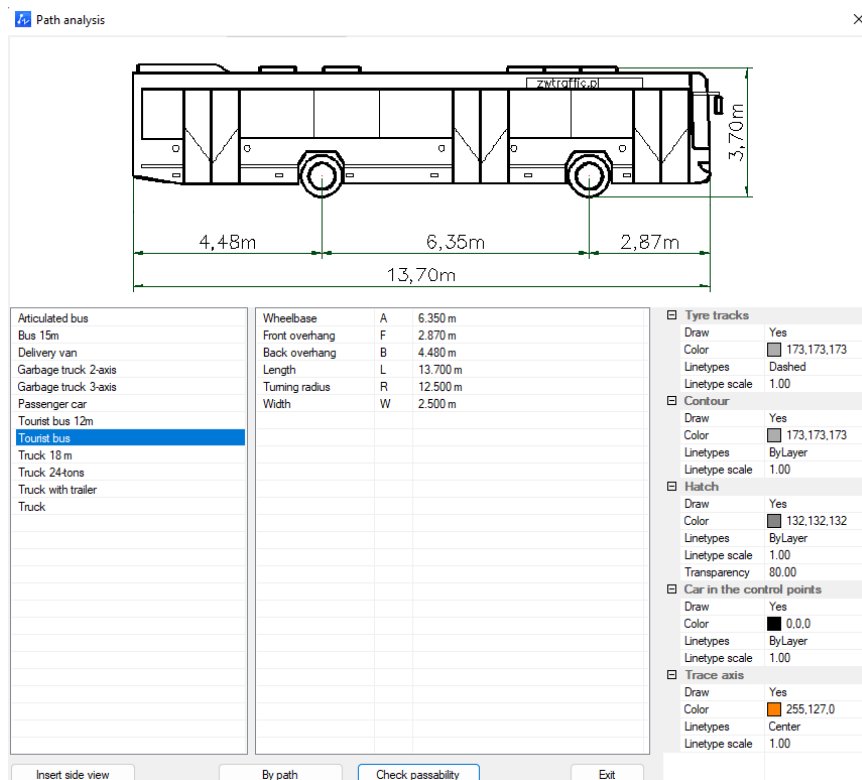 Path analysis
zwtraffic.pl
3,70m
4,48m 6,35m 2,87m
13,70m
Articulated bus
Bus 15m
Delivery van
Garbage truck 2-axis
Garbage truck 3-axis
Passenger car
Tourist bus 12m
Tourist bus
Truck 18 m
Truck 24-tons
Truck with trailer
Truck
Wheelbase A 6.350 m
Front overhang F 2.870 m
Back overhang B 4.480 m
Length L 13.700 m
Turning radius R 12.500 m
Width W 2.500 m
Tyre tracks
Draw Yes
Color 173,173,173
Linetypes Dashed
Linetype scale 1.00
Contour
Draw Yes
Color 173,173,173
Linetypes ByLayer
Linetype scale 1.00
Hatch
Draw Yes
Color 132,132,132
Linetypes ByLayer
Linetype scale 1.00
Transparency 80.00
Car in the control points
Draw Yes
Color 0,0,0
Linetypes ByLayer
Linetype scale 1.00
Trace axis
Draw Yes
Color 255,127,0
Linetypes Center
Linetype scale 1.00
Insert side view By path Check passability Exit